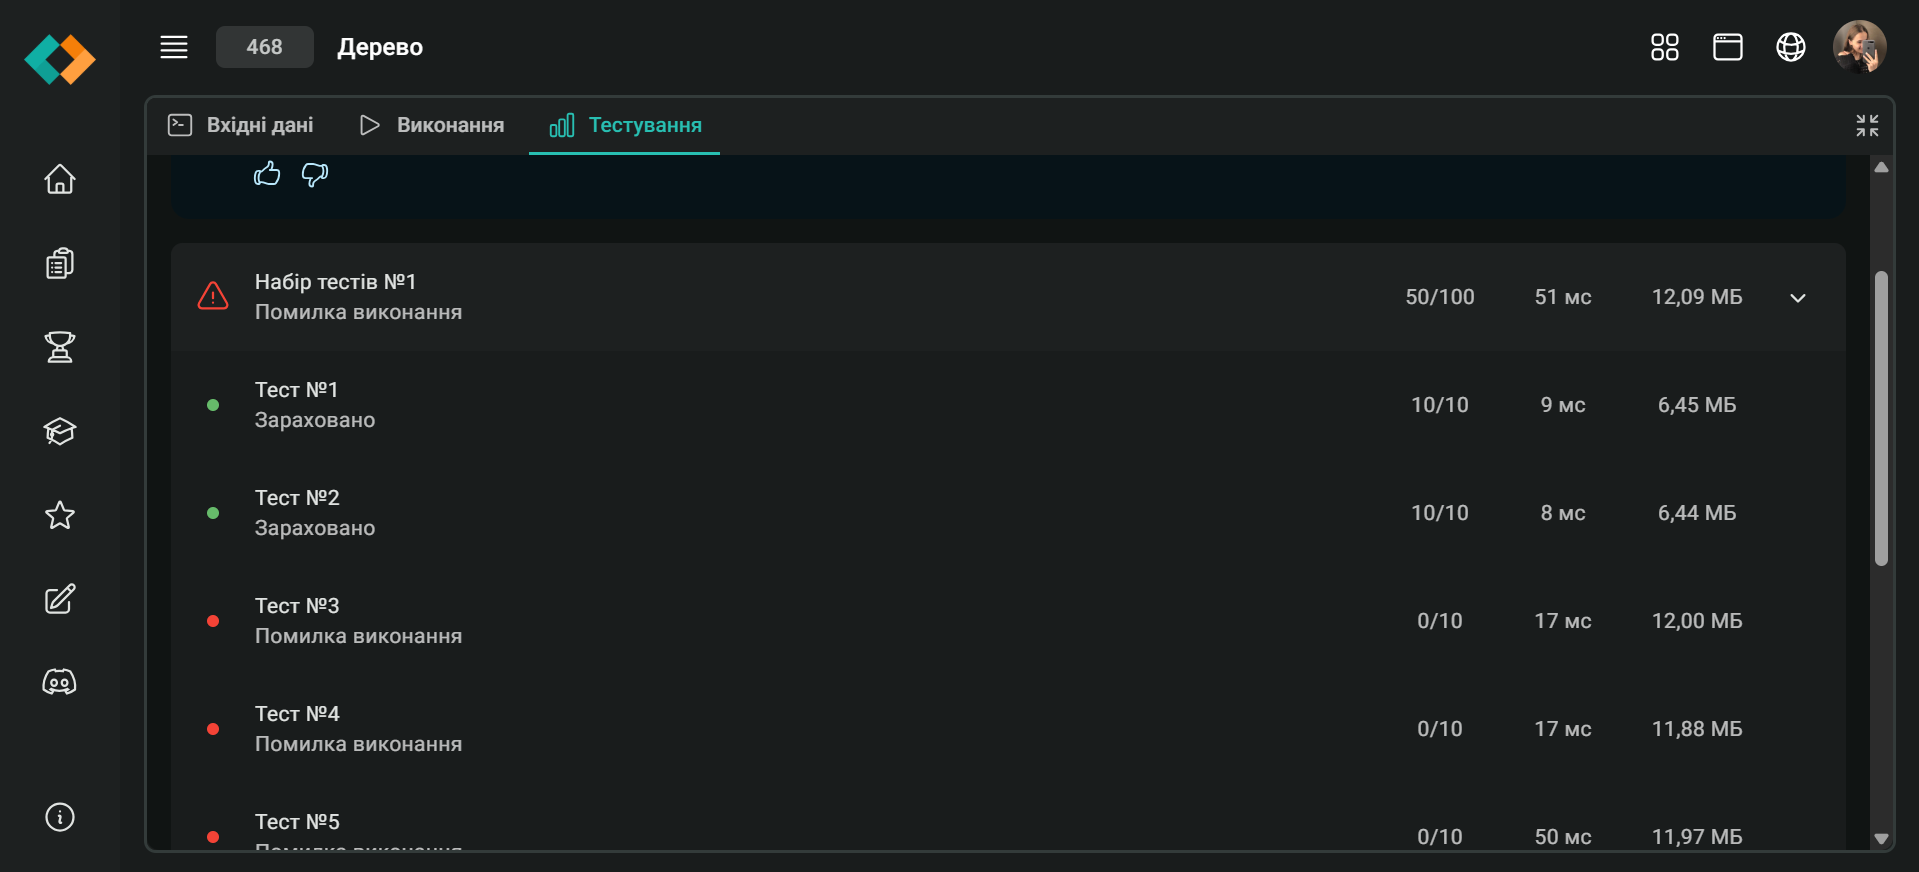 468
Дерево
Вхідні дані
Виконання
Тестування
Набір тестів №1
Помилка виконання
50/100
51 мс
12,09 МБ
Тест №1
Зараховано
10/10
9 мс
6,45 МБ
Тест №2
Зараховано
10/10
8 мс
6,44 МБ
Тест №3
Помилка виконання
0/10
17 мс
12,00 МБ
Тест №4
Помилка виконання
0/10
17 мс
11,88 МБ
Тест №5
Помилка виконання
0/10
50 мс
11,97 МБ